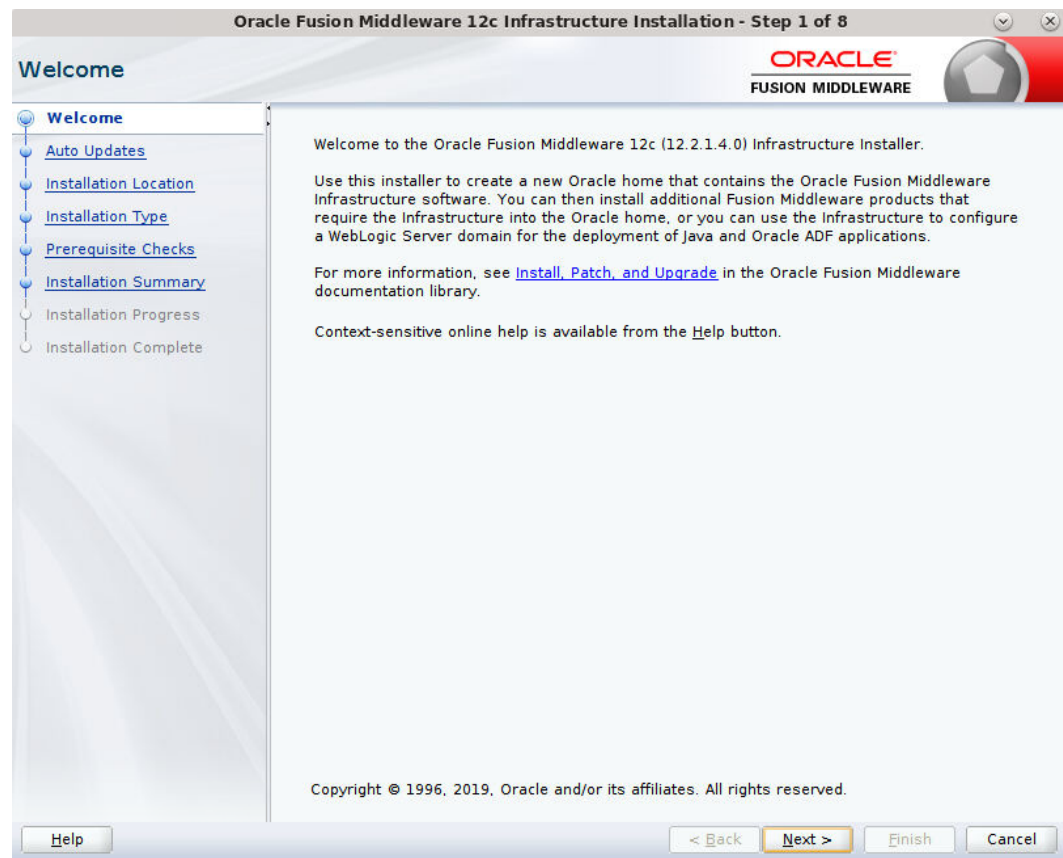 Oracle Fusion Middleware 12c Infrastructure Installation - Step 1 of 8
Welcome
ORACLE
FUSION MIDDLEWARE
Welcome
Auto Updates
Installation Location
Installation Type
Prerequisite Checks
Installation Summary
Installation Progress
Installation Complete
Welcome to the Oracle Fusion Middleware 12c (12.2.1.4.0) Infrastructure Installer.
Use this installer to create a new Oracle home that contains the Oracle Fusion Middleware
Infrastructure software. You can then install additional Fusion Middleware products that
require the Infrastructure into the Oracle home, or you can use the Infrastructure to configure
a WebLogic Server domain for the deployment of Java and Oracle ADF applications.
For more information, see Install, Patch, and Upgrade in the Oracle Fusion Middleware
documentation library.
Context-sensitive online help is available from the Help button.
Copyright © 1996, 2019, Oracle and/or its affiliates. All rights reserved.
Help
< Back
Next >
Finish
Cancel